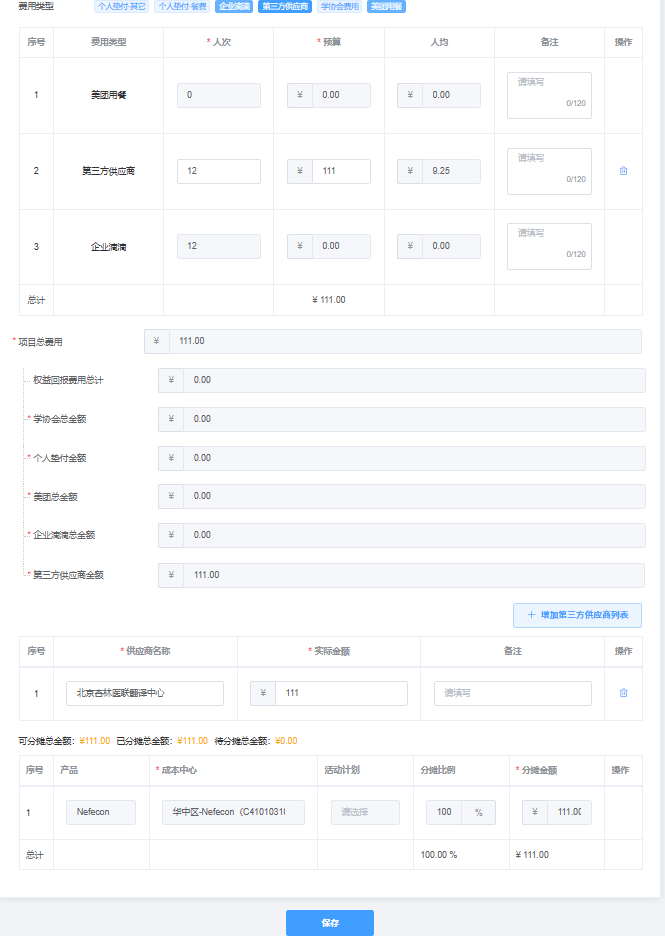 费用类型 个人垫付-其它 个人垫付-餐费 企业滴滴 第三方供应商 学协会费用 美团用餐
序号 费用类型 * 人次 * 预算 人均 备注 操作
1 美团用餐 0 ¥ 0.00 ¥ 0.00 请填写 0/120
2 第三方供应商 12 ¥ 111 ¥ 9.25 请填写 0/120
3 企业滴滴 12 ¥ 0.00 ¥ 0.00 请填写 0/120
总计 ¥ 111.00
* 项目总费用 ¥ 111.00
权益回报费用总计 ¥ 0.00
* 学协会总金额 ¥ 0.00
* 个人垫付金额 ¥ 0.00
* 美团总金额 ¥ 0.00
* 企业滴滴总金额 ¥ 0.00
* 第三方供应商金额 ¥ 111.00
+ 增加第三方供应商列表
序号 * 供应商名称 * 实际金额 备注 操作
1 北京杏林医联翻译中心 ¥ 111 请填写
可分摊总金额: ¥111.00 已分摊总金额: ¥111.00 待分摊总金额: ¥0.00
序号 产品 * 成本中心 活动计划 分摊比例 * 分摊金额 操作
1 Nefecon 华中区-Nefecon（C4101031( 请选择 100 % ¥ 111.00
总计 100.00 % ¥ 111.00
保存